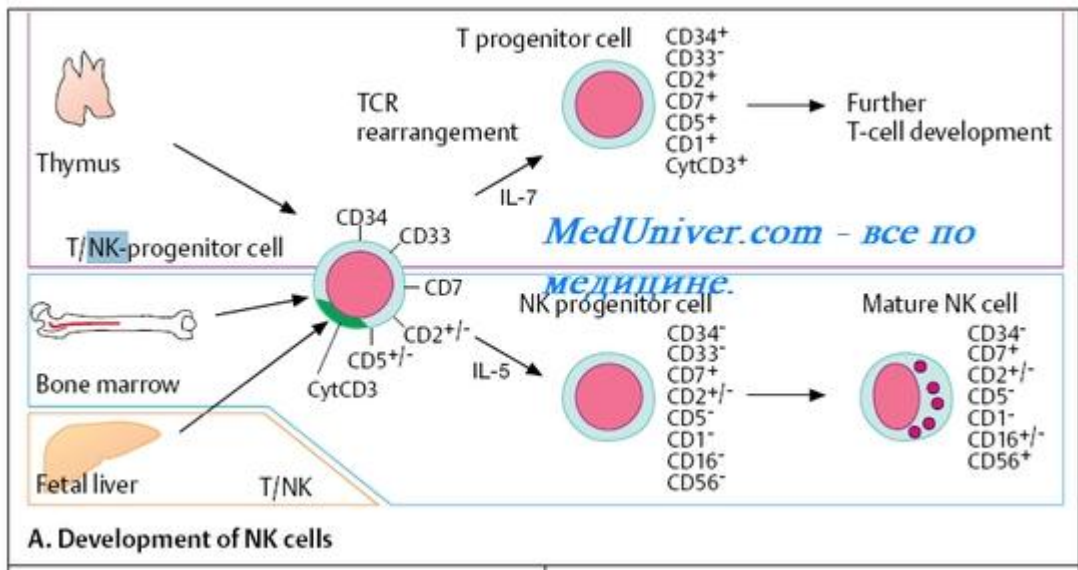 T progenitor cell
CD34⁺
CD33⁻
CD2⁺
CD7⁺
CD5⁺
CD1⁺
CytCD3⁺
TCR
rearrangement
Further
T-cell development
Thymus
IL-7
T/NK-progenitor cell
CD34
CD33
CD7
CD2⁺/⁻
CD5⁺/⁻
CytCD3
MedUniver.com - все по
медицине.
Bone marrow
IL-5
NK progenitor cell
CD34⁻
CD33⁻
CD7⁺
CD2⁺/⁻
CD5⁻
CD1⁻
CD16⁻
CD56⁻
Mature NK cell
CD34⁻
CD7⁺
CD2⁺/⁻
CD5⁻
CD1⁻
CD16⁺/⁻
CD56⁺
Fetal liver
T/NK
A. Development of NK cells